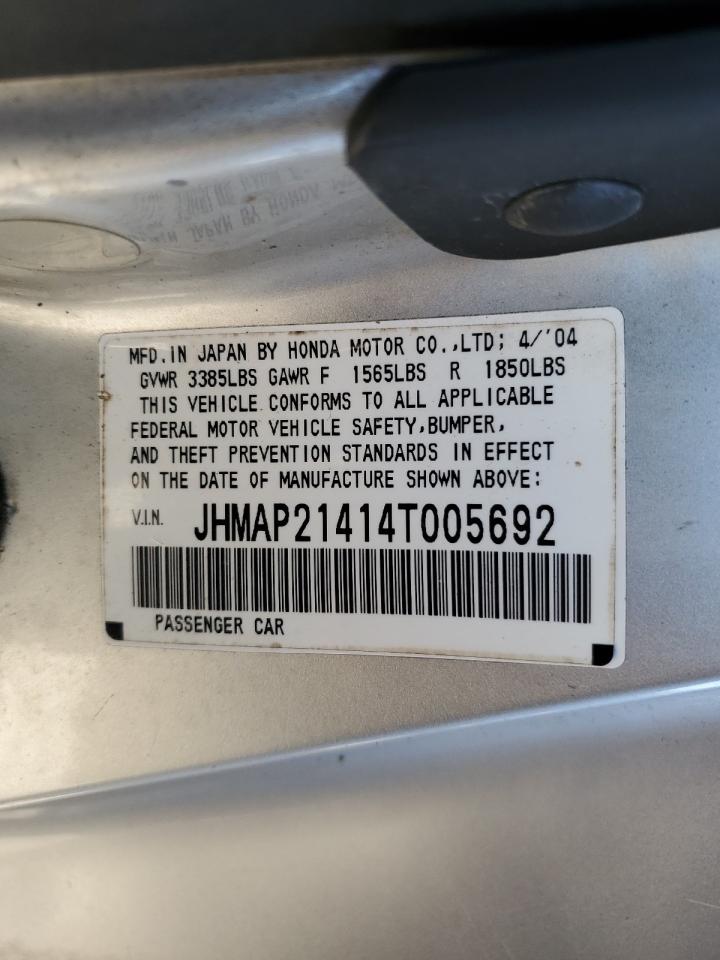 MFD.IN JAPAN BY HONDA MOTOR CO.,LTD; 4/'04
GVWR 3385LBS GAWR F 1565LBS R 1850LBS
THIS VEHICLE CONFORMS TO ALL APPLICABLE
FEDERAL MOTOR VEHICLE SAFETY,BUMPER,
AND THEFT PREVENTION STANDARDS IN EFFECT
ON THE DATE OF MANUFACTURE SHOWN ABOVE:
V.I.N. JHMAP21414T005692
PASSENGER CAR